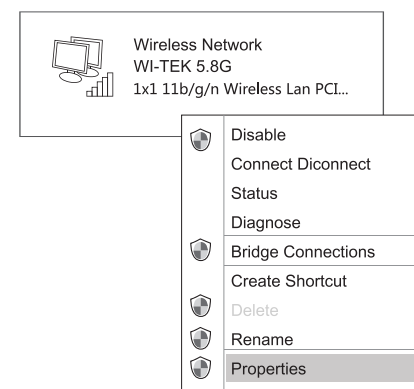 Wireless Network
WI-TEK 5.8G
1x1 11b/g/n Wireless Lan PCI...
Disable
Connect Diconnect
Status
Diagnose
Bridge Connections
Create Shortcut
Delete
Rename
Properties